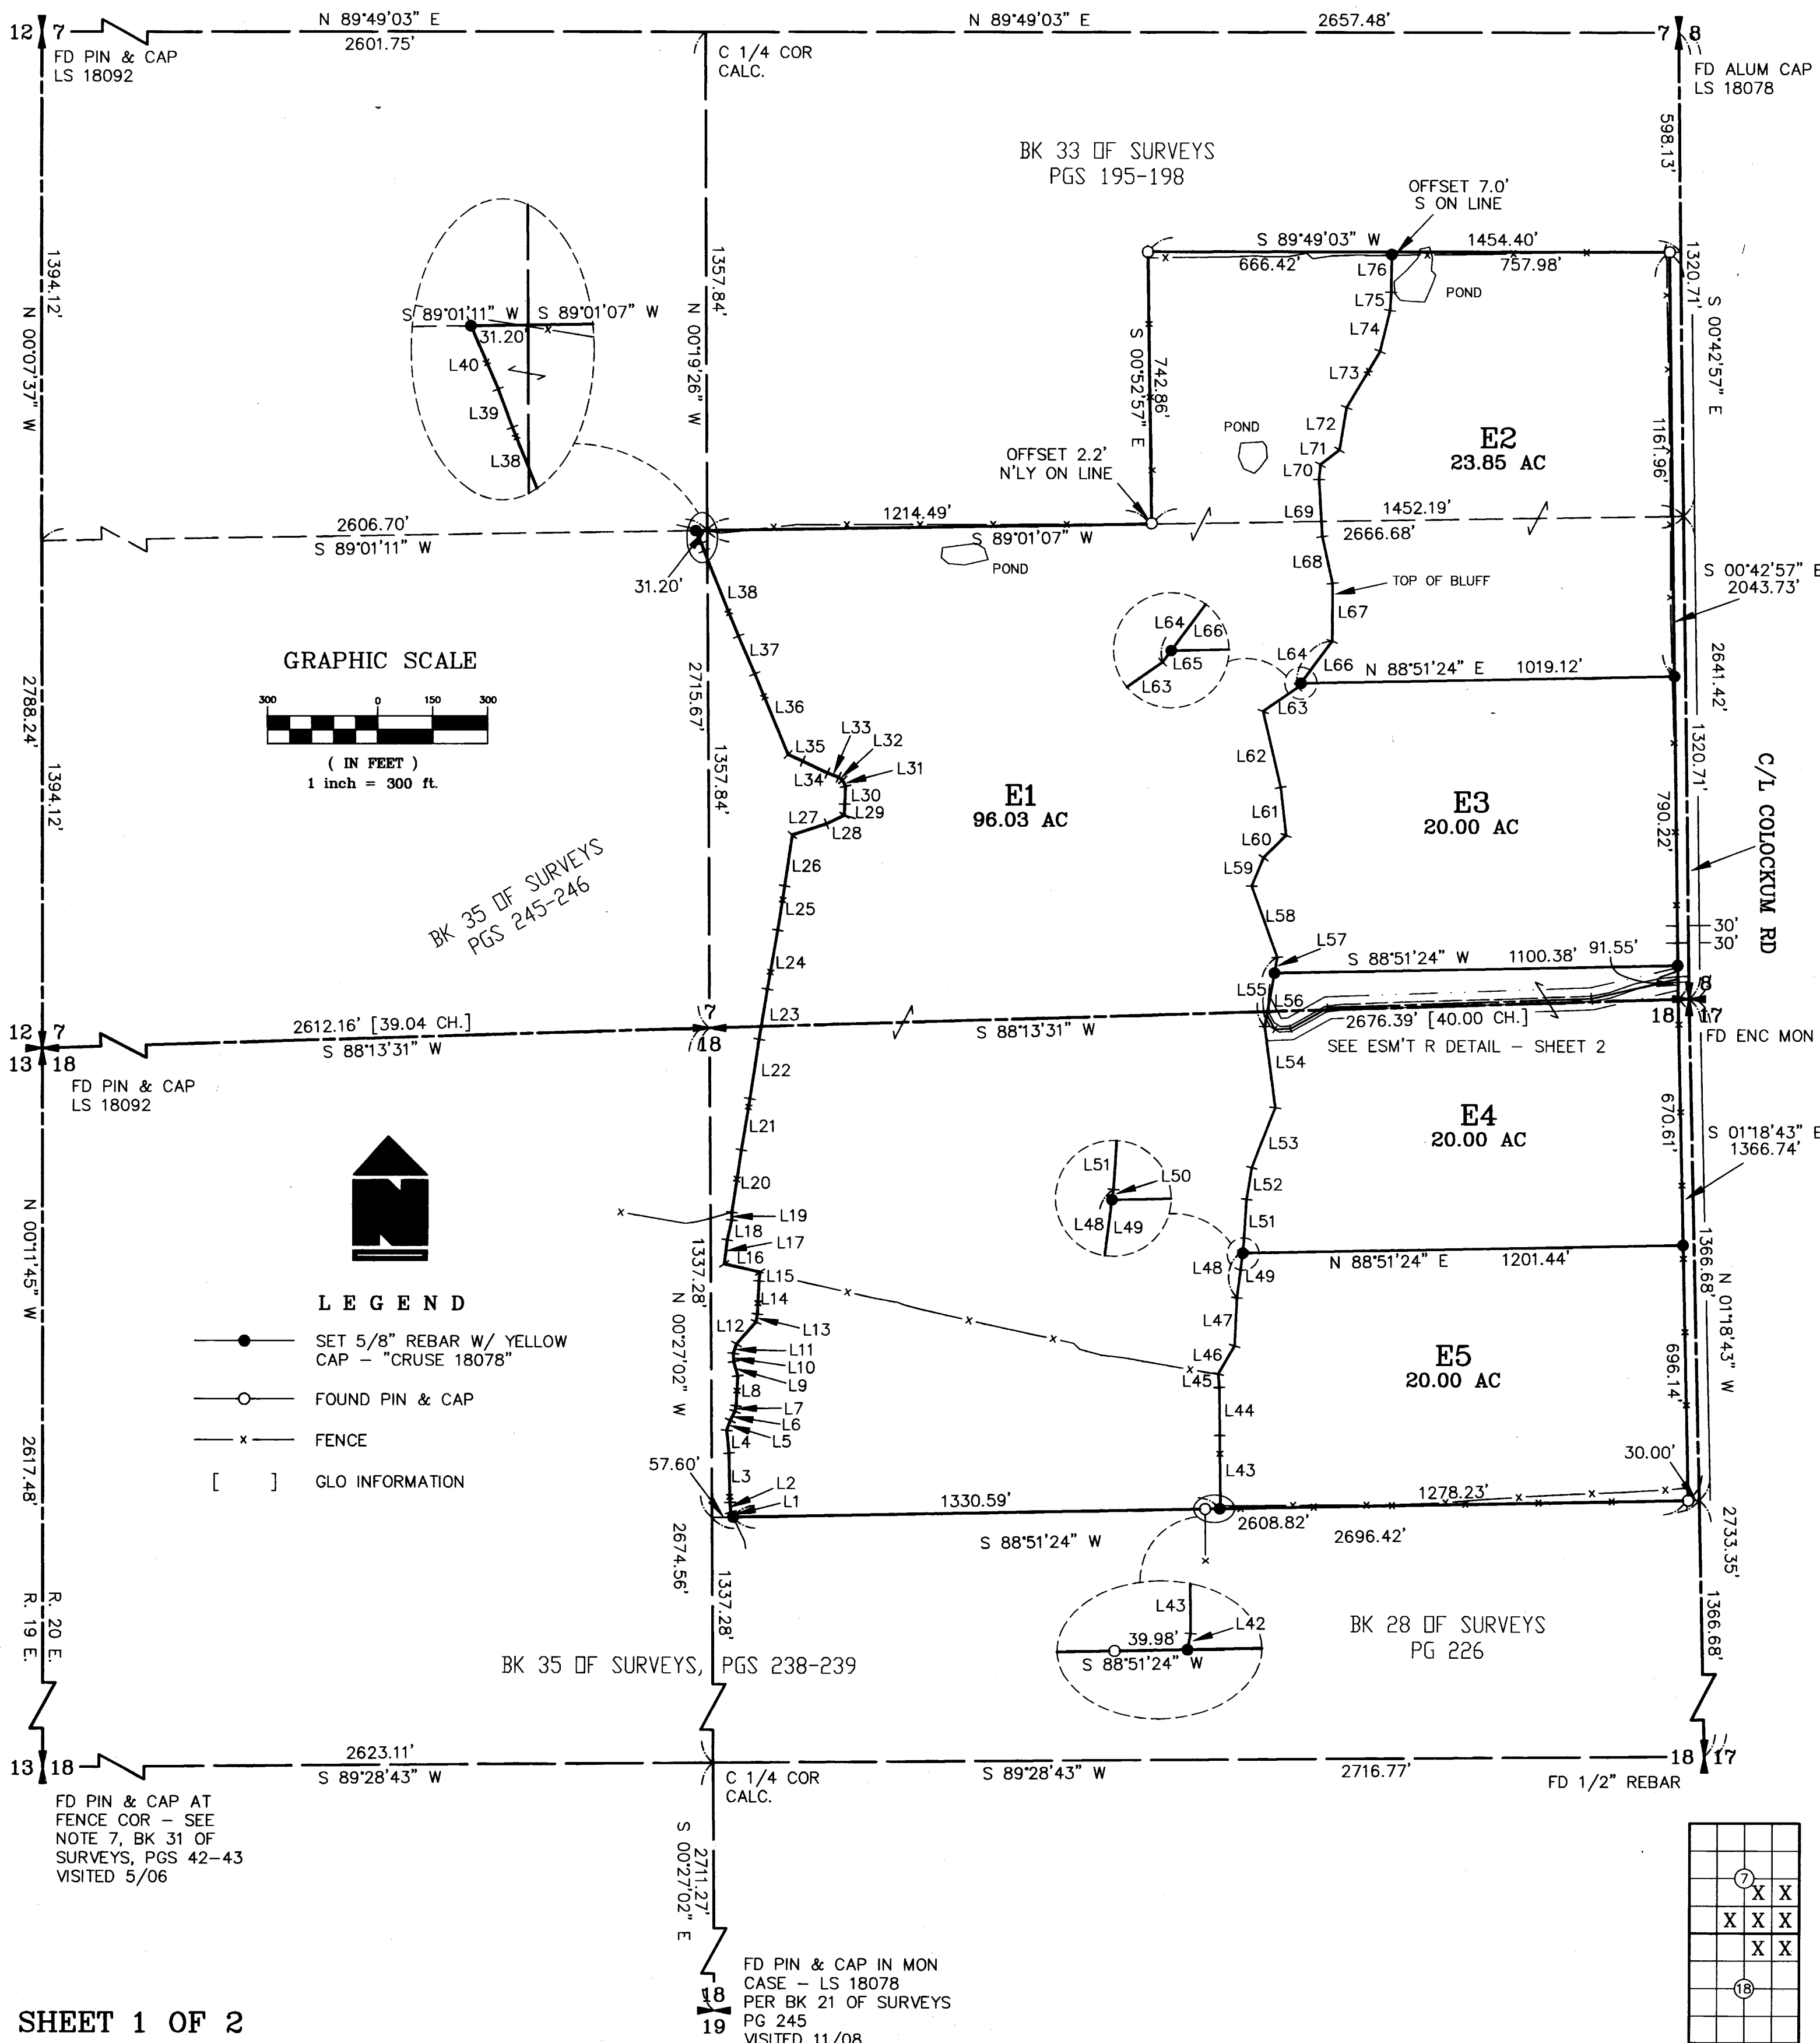 N 89°49'03" E
2601.75'
N 89°49'03" E
2657.48'
12 7
7 8
FD PIN & CAP
LS 18092
C 1/4 COR
CALC.
FD ALUM CAP
LS 18078
598.13'
BK 33 OF SURVEYS
PGS 195-198
OFFSET 7.0'
S ON LINE
S 89°49'03" W
1454.40'
666.42'
757.98'
L76
L75
POND
L74
L73
L72
L71
L70
L69
L68
L67
1394.12'
N 00°07'37" W
2788.24'
1394.12'
1357.84'
N 00°19'26" W
2715.67'
1357.84'
S 89°01'11" W
S 89°01'07" W
31.20'
L40
L39
L38
S 00°52'57" E
742.86'
POND
E2
23.85 AC
1320.71'
S 00°42'57" E
1161.96'
OFFSET 2.2'
N'LY ON LINE
2606.70'
S 89°01'11" W
1214.49'
S 89°01'07" W
1452.19'
2666.68'
31.20'
POND
TOP OF BLUFF
S 00°42'57" E
2043.73'
2641.42'
L38
L37
L36
L35
L34
L33
L32
L31
L30
L29
L28
L27
L26
L25
L24
L23
L22
L21
L20
L19
L18
L17
L16
L15
L14
L13
L12
L11
L10
L9
L8
L7
L6
L5
L4
L3
L2
L1
L64
L66
L65
L63
L64
L66
N 88°51'24" E
1019.12'
L63
L62
L61
L60
L59
L58
L57
GRAPHIC SCALE
300 0 150 300
( IN FEET )
1 inch = 300 ft.
E1
96.03 AC
E3
20.00 AC
1320.71'
790.22'
C/L COLOCKUM RD
30'
30'
BK 35 OF SURVEYS
PGS 245-246
S 88°51'24" W
1100.38'
91.55'
L55
L56
2612.16' [39.04 CH.]
S 88°13'31" W
7
18
S 88°13'31" W
2676.39' [40.00 CH.]
8
18 17
FD ENC MON
SEE ESM'T R DETAIL - SHEET 2
12 7
13 18
FD PIN & CAP
LS 18092
L54
L53
L52
L51
E4
20.00 AC
670.61'
S 01°18'43" E
1366.74'
L51
L50
L48
L49
L48
L49
N 88°51'24" E
1201.44'
L47
L46
L45
L44
L43
E5
20.00 AC
1366.68'
N 01°18'43" W
696.14'
2733.35'
1366.68'
N 00°11'45" W
2617.48'
1337.28'
N 00°27'02" W
2674.56'
1337.28'
LEGEND
SET 5/8" REBAR W/ YELLOW
CAP - "CRUSE 18078"
FOUND PIN & CAP
x FENCE
[ ] GLO INFORMATION
57.60'
1330.59'
S 88°51'24" W
2608.82'
2696.42'
1278.23'
30.00'
L43
L42
39.98'
S 88°51'24" W
BK 28 OF SURVEYS
PG 226
BK 35 OF SURVEYS, PGS 238-239
R. 19 E.
R. 20 E.
13 18
2623.11'
S 89°28'43" W
C 1/4 COR
CALC.
S 89°28'43" W
2716.77'
18 17
FD 1/2" REBAR
FD PIN & CAP AT
FENCE COR - SEE
NOTE 7, BK 31 OF
SURVEYS, PGS 42-43
VISITED 5/06
2711.27'
S 00°27'02" E
18
19
FD PIN & CAP IN MON
CASE - LS 18078
PER BK 21 OF SURVEYS
PG 245
VISITED 11/08
7
X X
X X X
X X
18
N
SHEET 1 OF 2